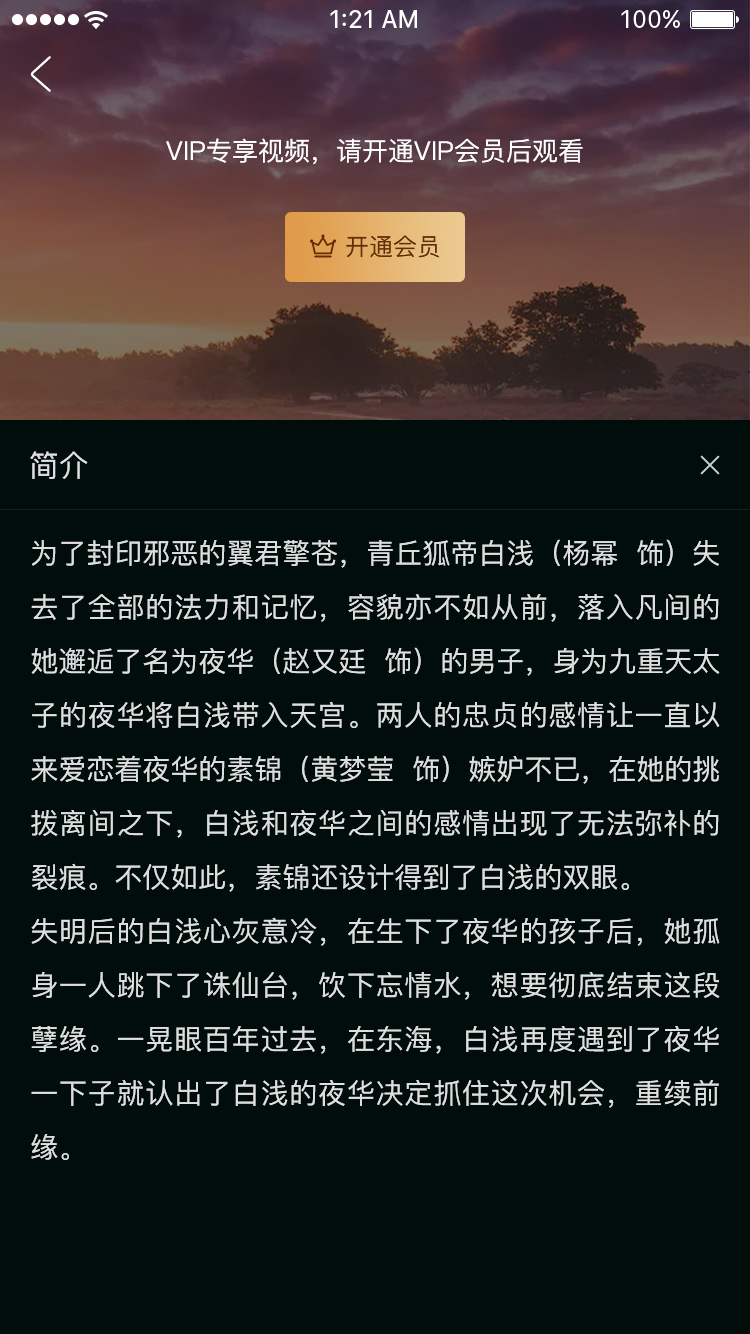 1:21 AM
100%
VIP专享视频，请开通VIP会员后观看
开通会员
简介
为了封印邪恶的翼君擎苍，青丘狐帝白浅（杨幂 饰）失
去了全部的法力和记忆，容貌亦不如从前，落入凡间的
她邂逅了名为夜华（赵又廷 饰）的男子，身为九重天太
子的夜华将白浅带入天宫。两人的忠贞的感情让一直以
来爱恋着夜华的素锦（黄梦莹 饰）嫉妒不已，在她的挑
拨离间之下，白浅和夜华之间的感情出现了无法弥补的
裂痕。不仅如此，素锦还设计得到了白浅的双眼。
失明后的白浅心灰意冷，在生下了夜华的孩子后，她孤
身一人跳下了诛仙台，饮下忘情水，想要彻底结束这段
孽缘。一晃眼百年过去，在东海，白浅再度遇到了夜华
一下子就认出了白浅的夜华决定抓住这次机会，重续前
缘。